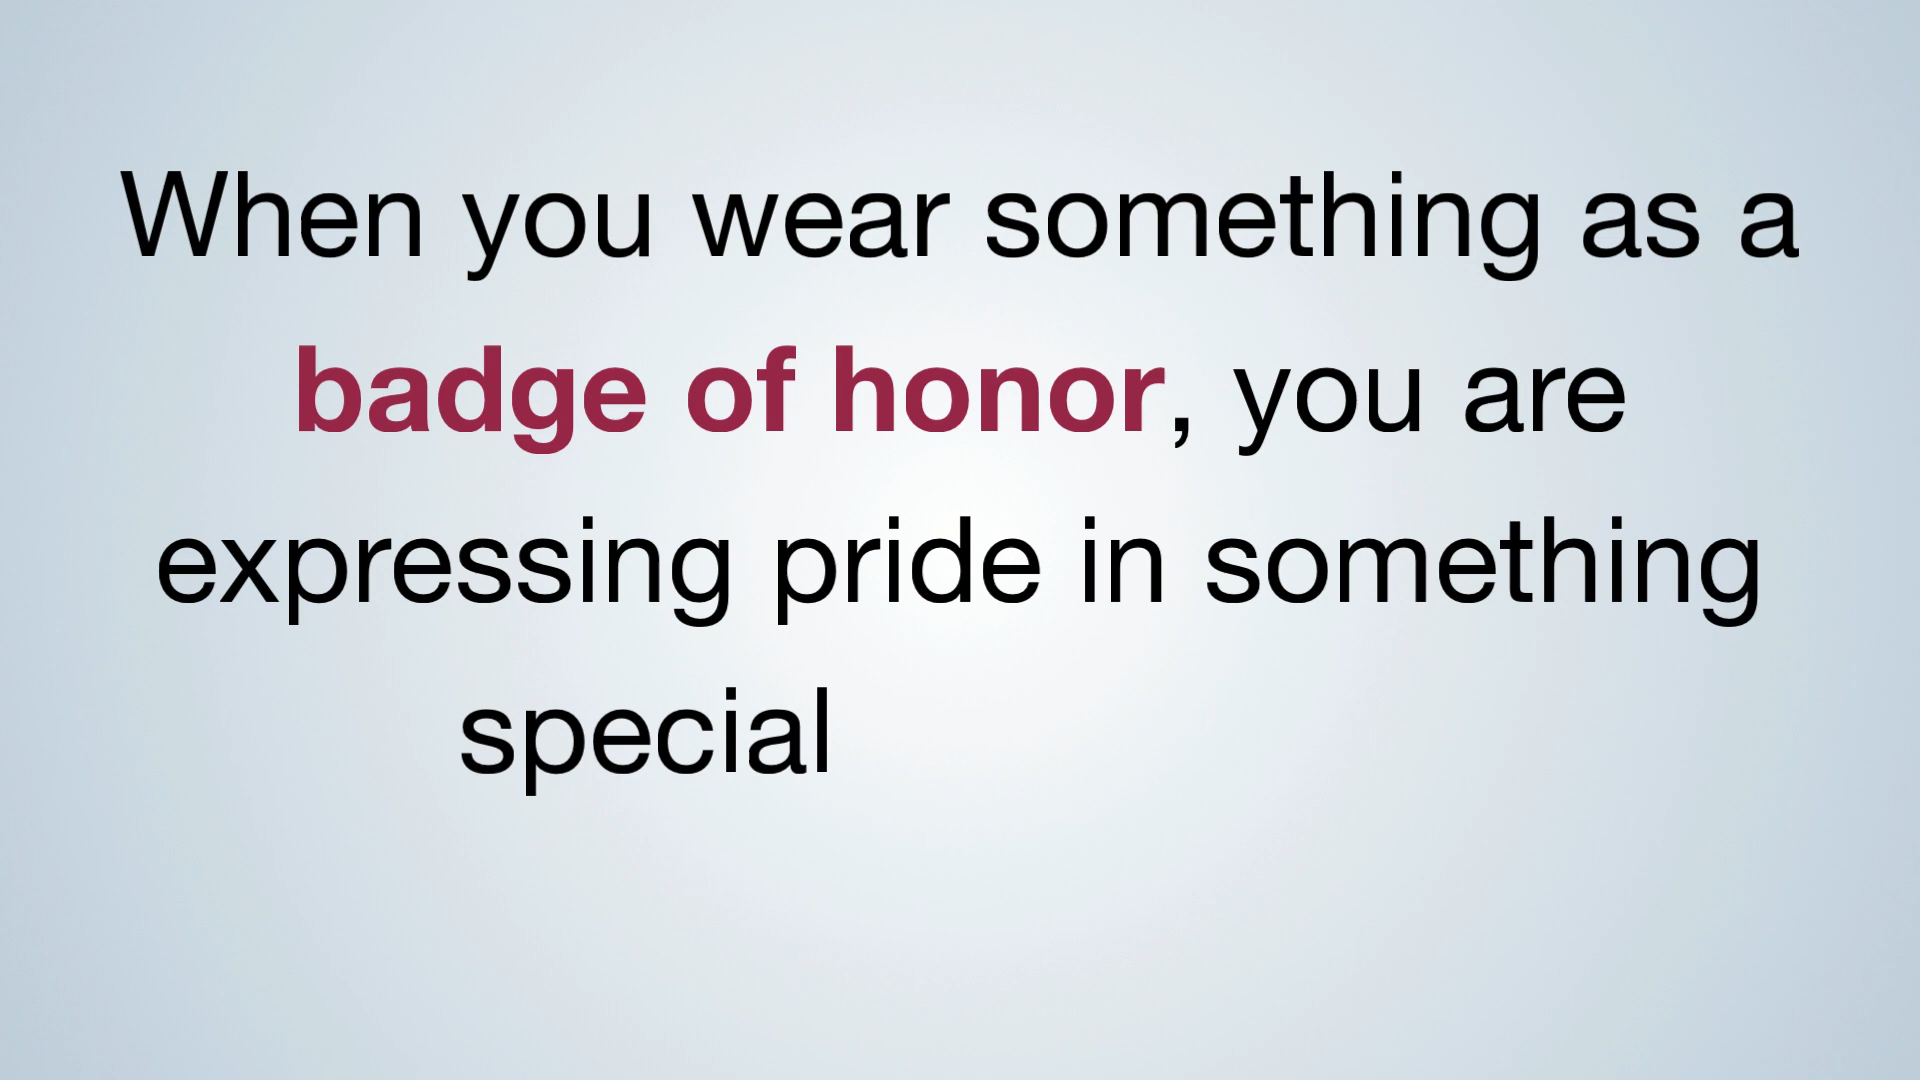 When you wear something as a
badge of honor, you are
expressing pride in something
special